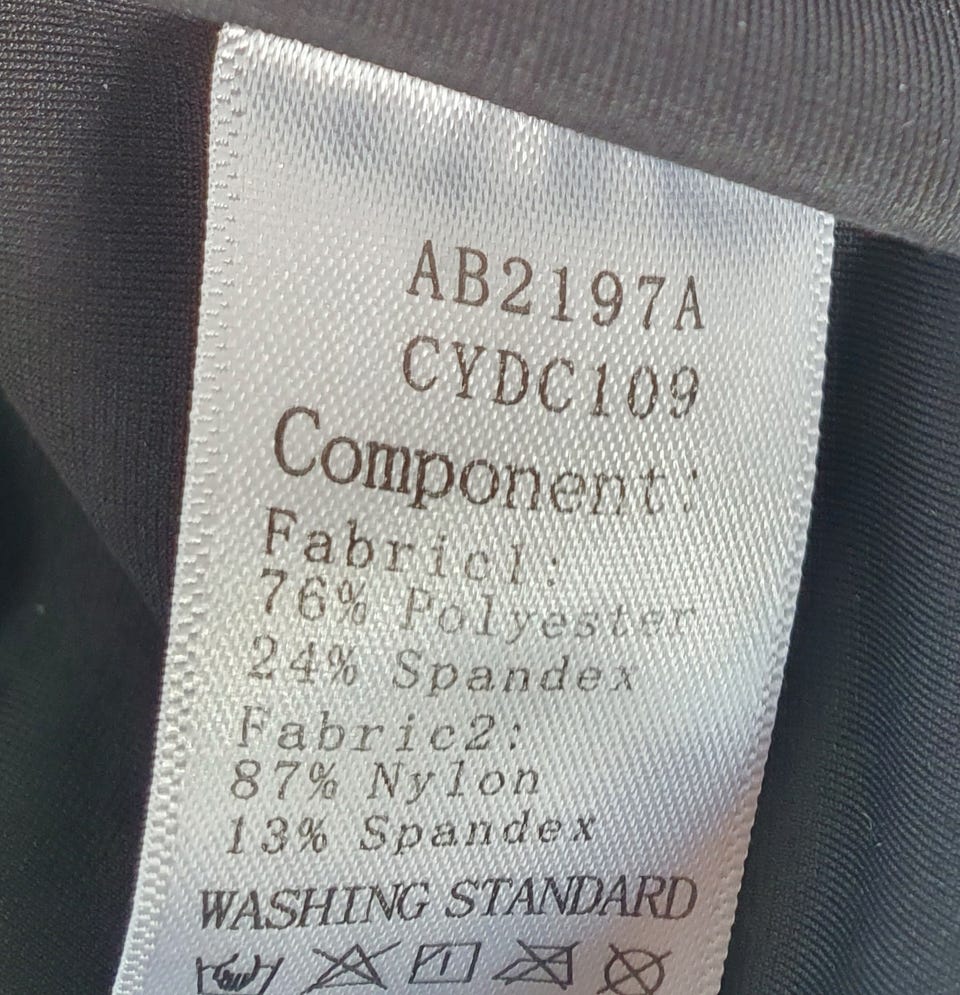 AB2197A
CYDC109
Component:
Fabric1:
76% Polyester
24% Spandex
Fabric2:
87% Nylon
13% Spandex
WASHING STANDARD